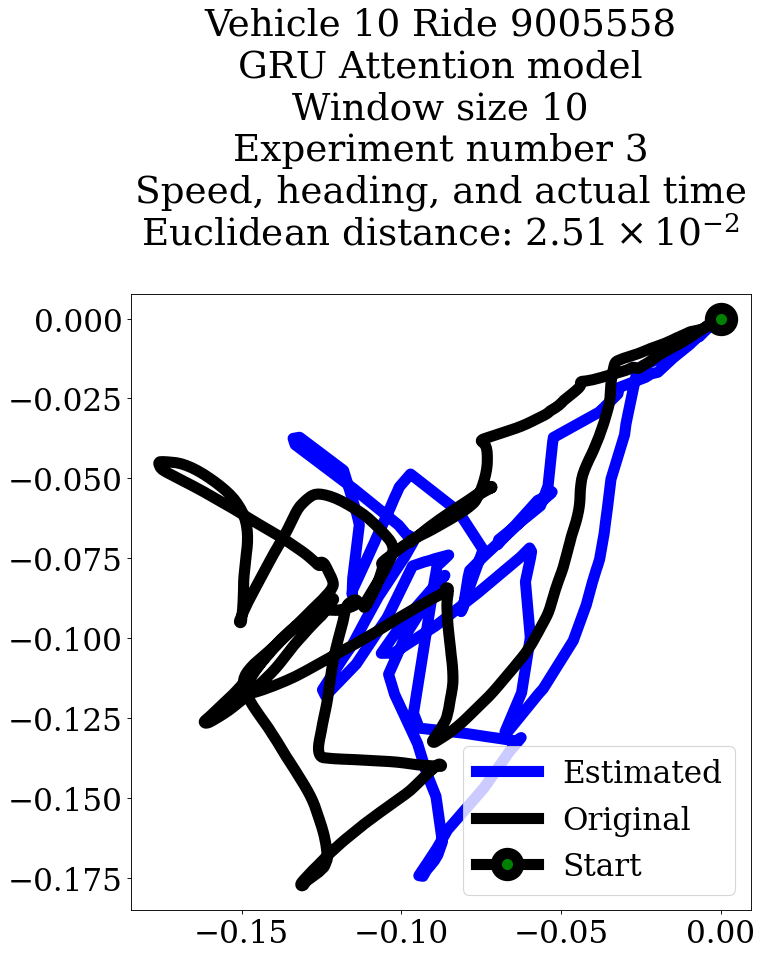 Vehicle 10 Ride 9005558
GRU Attention model
Window size 10
Experiment number 3
Speed, heading, and actual time
Euclidean distance: 2.51 × 10⁻²
0.000
−0.025
−0.050
−0.075
−0.100
−0.125
−0.150
−0.175
Estimated
Original
Start
−0.15
−0.10
−0.05
0.00